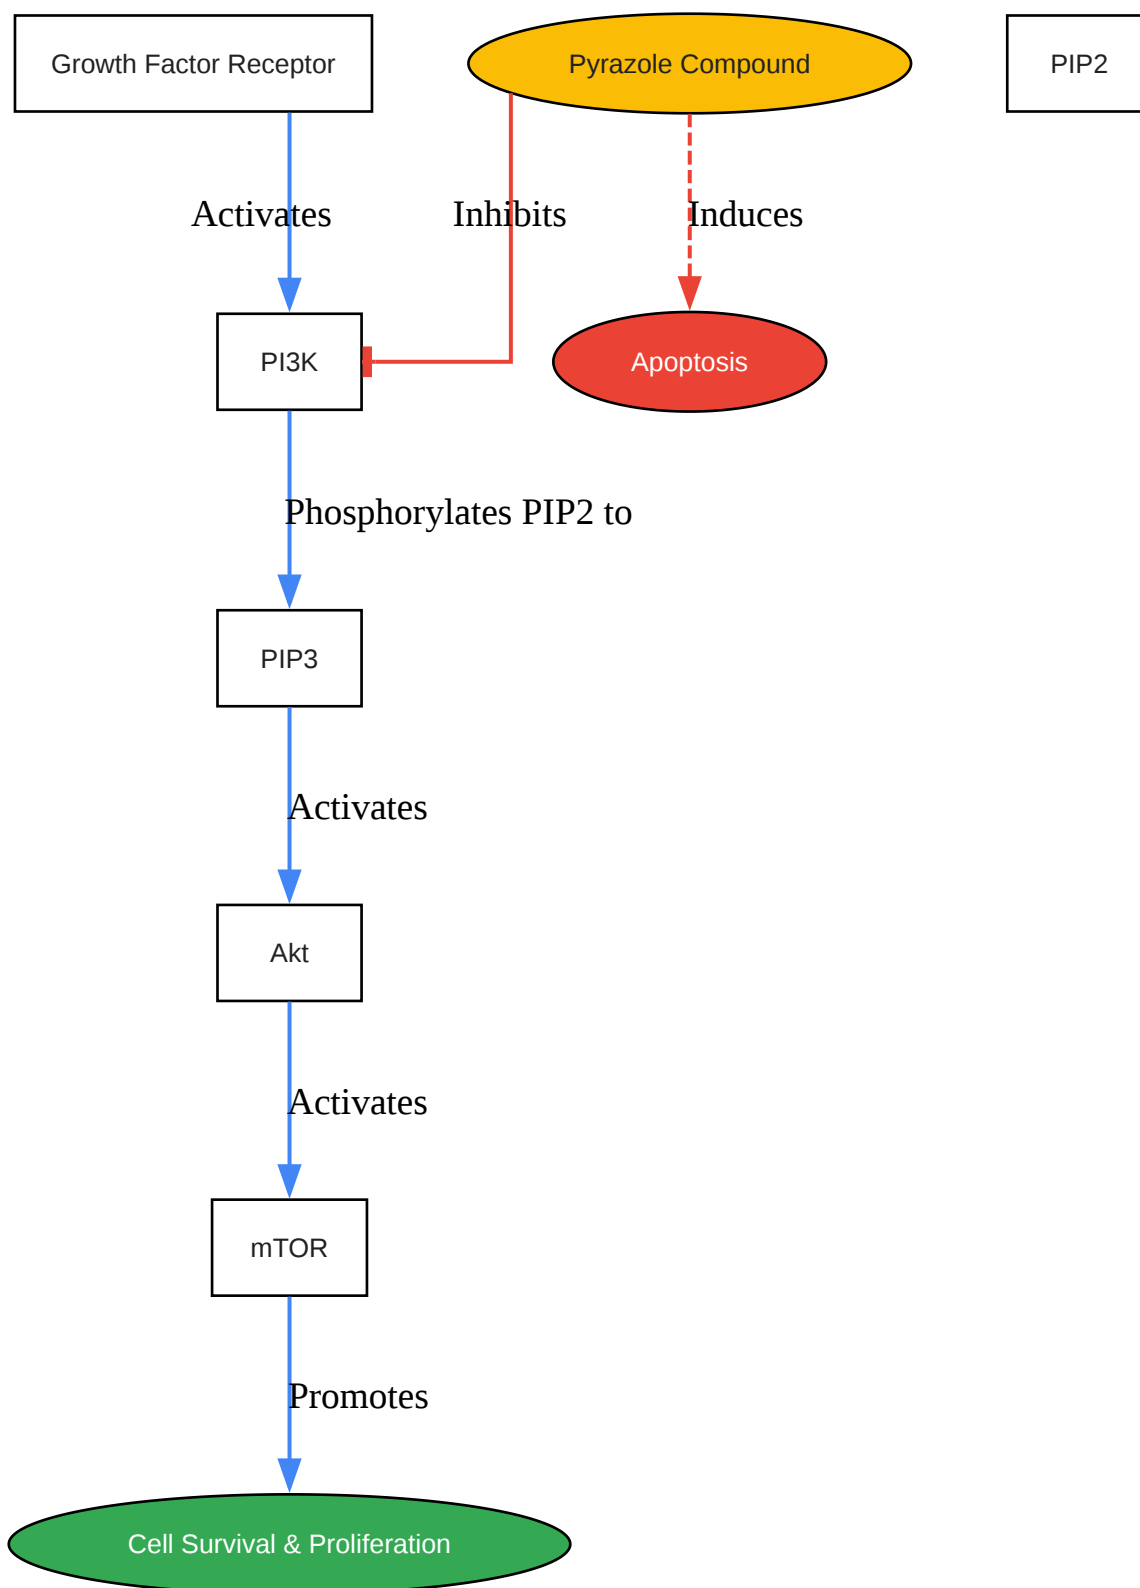 Growth Factor Receptor
Pyrazole Compound
PIP2
Activates
Inhibits
Induces
PI3K
Apoptosis
Phosphorylates PIP2 to
PIP3
Activates
Akt
Activates
mTOR
Promotes
Cell Survival & Proliferation